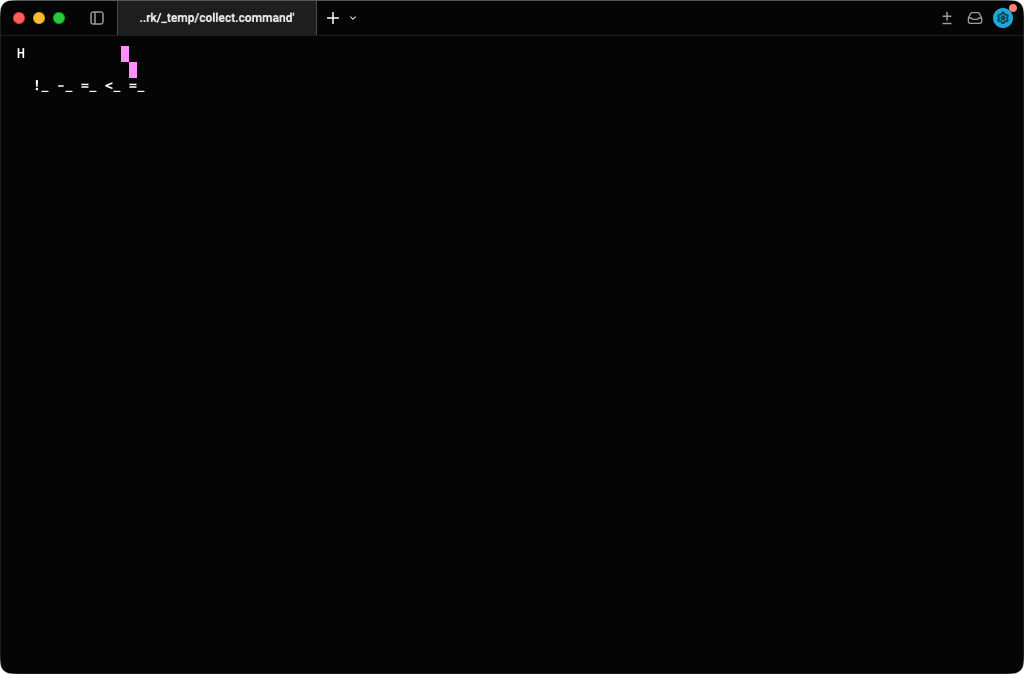 ..rk/_temp/collect.command'
H
!_ -_ =_ <_ =_